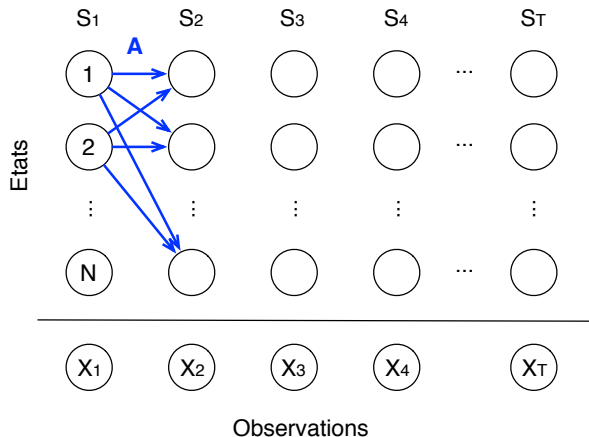 S1 S2 S3 S4 ST
A
1 ...
2 ...
Etats
... ... ... ... ...
N ...
X1 X2 X3 X4 XT
Observations